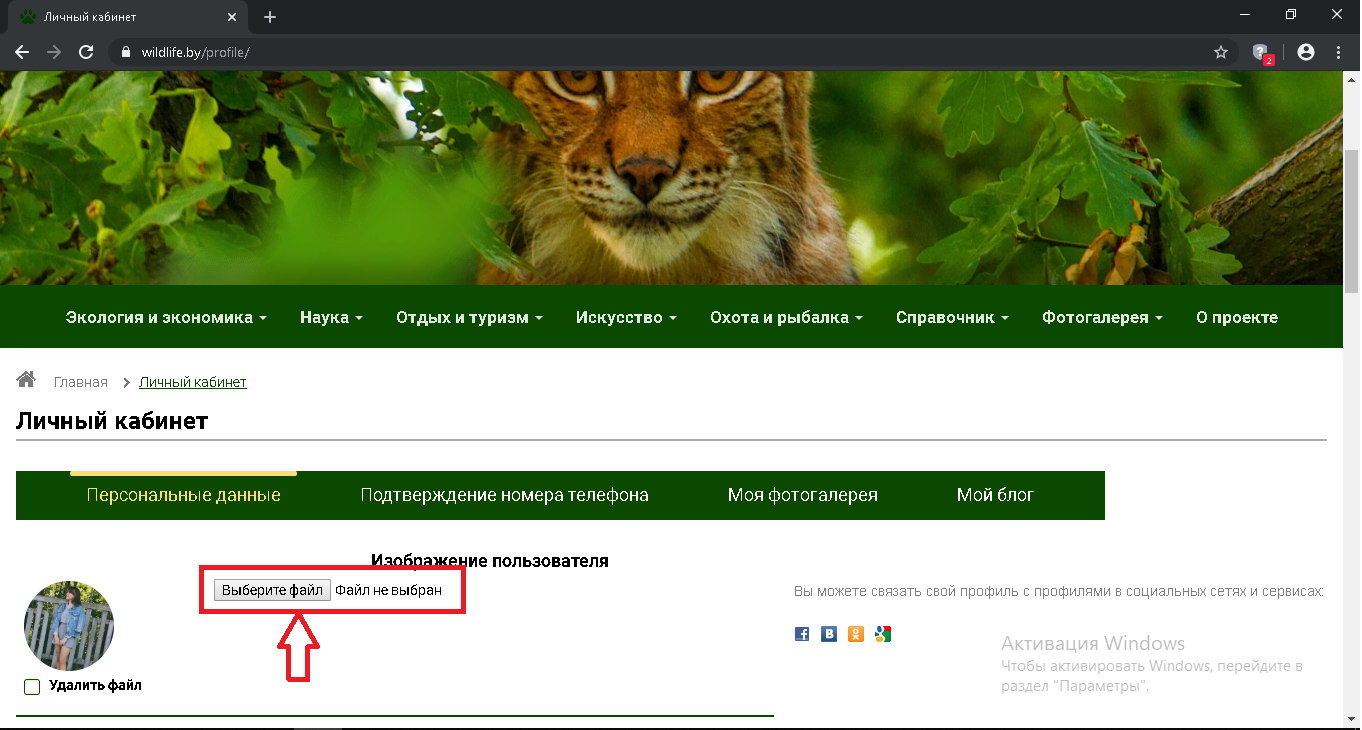 Личный кабинет
wildlife.by/profile/
2
Экология и экономика Наука Отдых и туризм Искусство Охота и рыбалка Справочник Фотогалерея О проекте
Главная Личный кабинет
Личный кабинет
Персональные данные Подтверждение номера телефона Моя фотогалерея Мой блог
Изображение пользователя
Выберите файл Файл не выбран
Удалить файл
Вы можете связать свой профиль с профилями в социальных сетях и сервисах:
f В g
Активация Windows
Чтобы активировать Windows, перейдите в
раздел "Параметры".